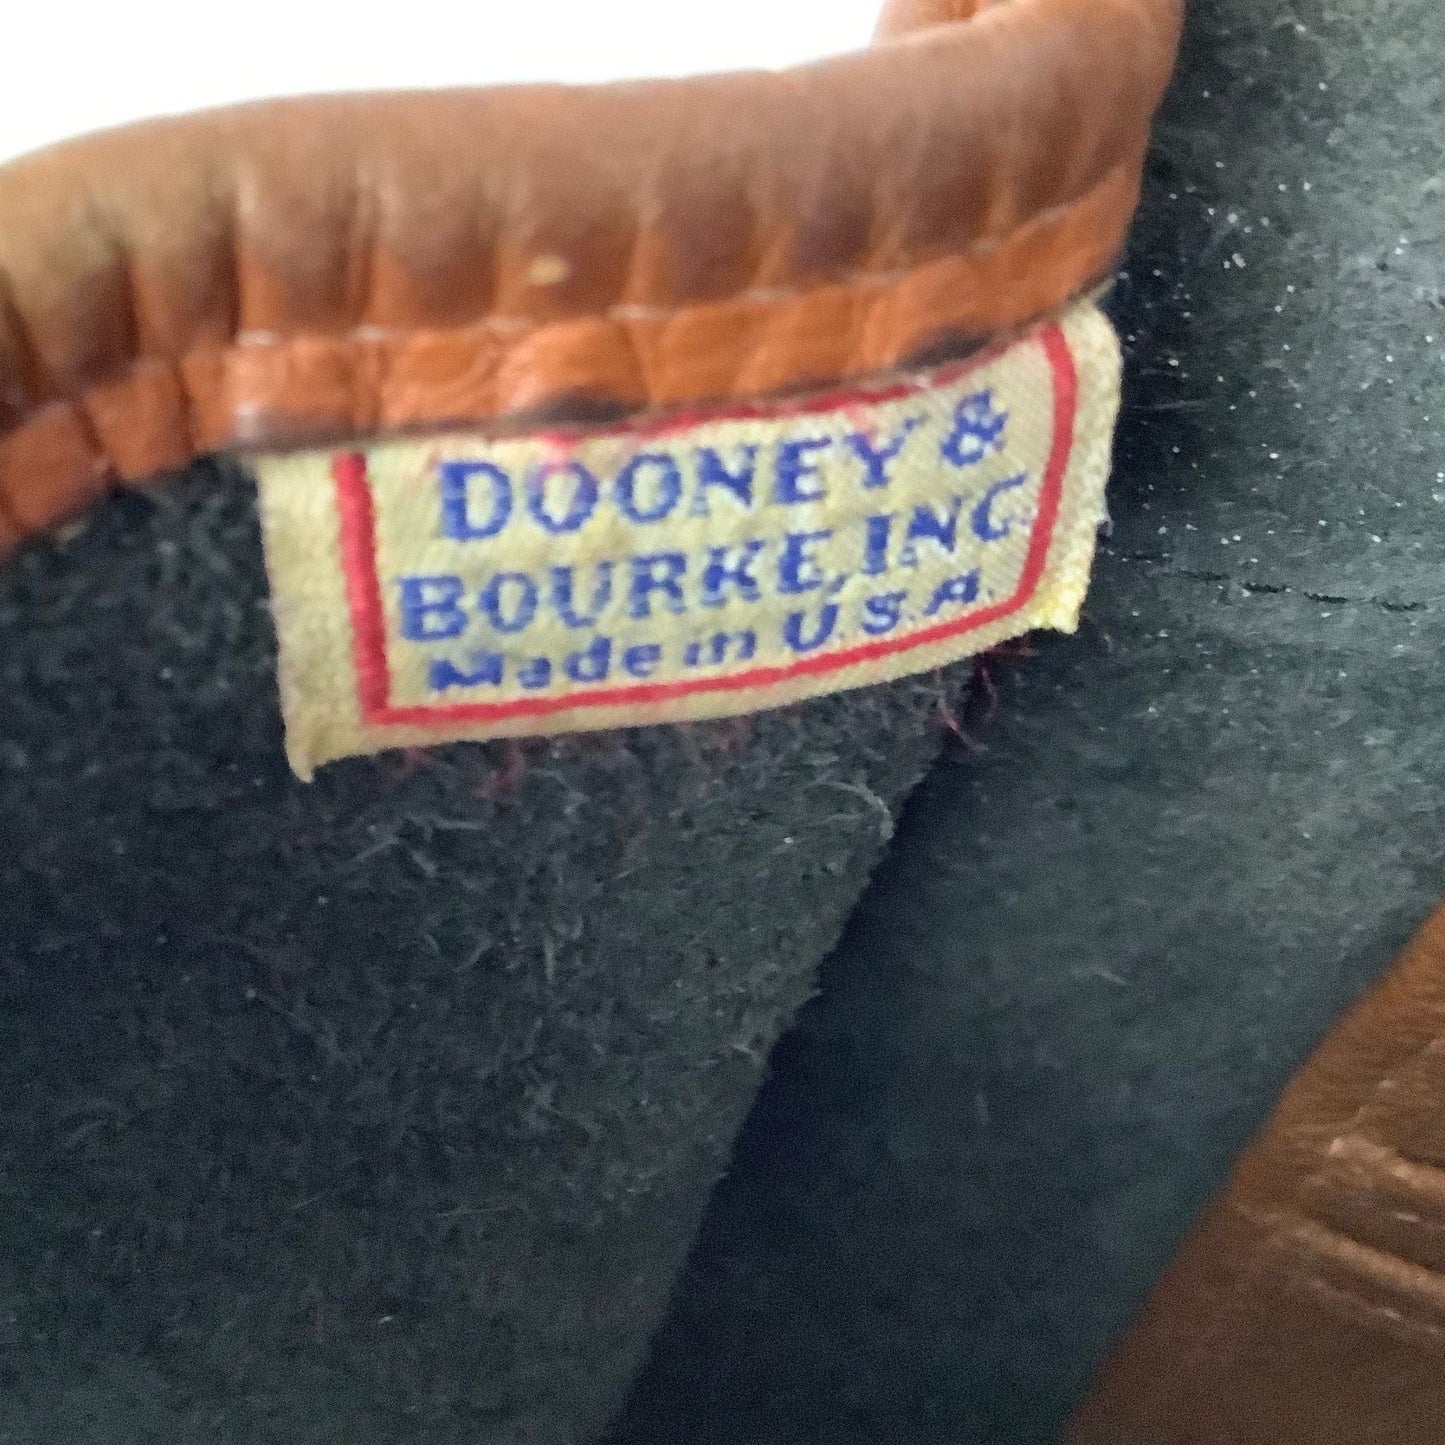 DOONEY &
BOURKE, INC.
Made in U.S.A.